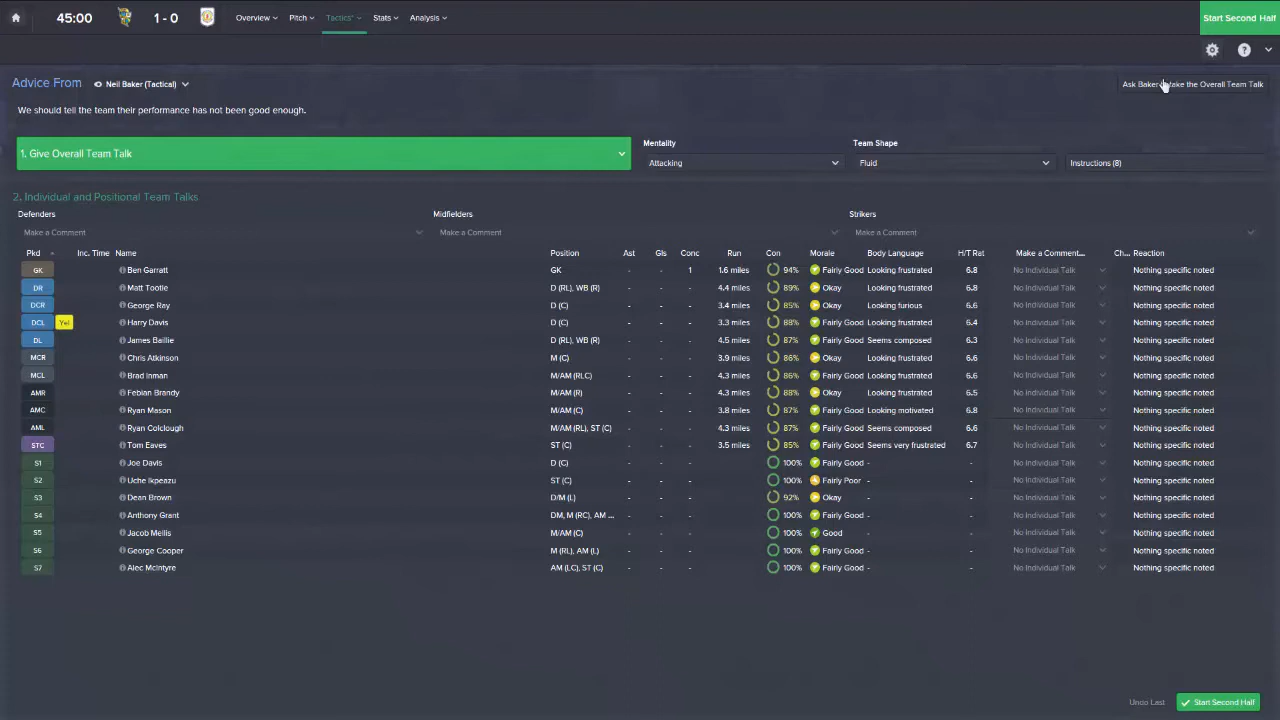 45:00 1 - 0 Overview Pitch Tactics* Stats Analysis Start Second Half
?
Advice From Neil Baker (Tactical) Ask Baker Make the Overall Team Talk
We should tell the team their performance has not been good enough.
1. Give Overall Team Talk
Mentality Team Shape
Attacking Fluid Instructions (8)
2. Individual and Positional Team Talks
Defenders Midfielders Strikers
Make a Comment Make a Comment Make a Comment
Pkd Inc. Time Name Position Ast Gls Conc Run Con Morale Body Language H/T Rat Make a Comment... Ch... Reaction
GK Ben Garratt GK - - 1 1.6 miles 94% Fairly Good Looking frustrated 6.8 No Individual Talk Nothing specific noted
DR Matt Tootle D (RL), WB (R) - - - 4.4 miles 89% Okay Looking frustrated 6.8 No Individual Talk Nothing specific noted
DCR George Ray D (C) - - - 3.4 miles 85% Okay Looking furious 6.6 No Individual Talk Nothing specific noted
DCL Yel Harry Davis D (C) - - - 3.3 miles 88% Fairly Good Looking frustrated 6.4 No Individual Talk Nothing specific noted
DL James Baillie D (RL), WB (R) - - - 4.5 miles 87% Fairly Good Seems composed 6.3 No Individual Talk Nothing specific noted
MCR Chris Atkinson M (C) - - - 3.9 miles 86% Okay Looking frustrated 6.6 No Individual Talk Nothing specific noted
MCL Brad Inman M/AM (RLC) - - - 4.3 miles 86% Fairly Good Looking frustrated 6.6 No Individual Talk Nothing specific noted
AMR Febian Brandy M/AM (R) - - - 4.3 miles 88% Okay Looking frustrated 6.5 No Individual Talk Nothing specific noted
AMC Ryan Mason M/AM (C) - - - 3.8 miles 87% Fairly Good Looking motivated 6.8 No Individual Talk Nothing specific noted
AML Ryan Colclough M/AM (RL), ST (C) - - - 4.3 miles 87% Fairly Good Seems composed 6.6 No Individual Talk Nothing specific noted
STC Tom Eaves ST (C) - - - 3.5 miles 85% Fairly Good Seems very frustrated 6.7 No Individual Talk Nothing specific noted
S1 Joe Davis D (C) - - - 100% Fairly Good - - No Individual Talk Nothing specific noted
S2 Uche Ikpeazu ST (C) - - - 100% Fairly Poor - - No Individual Talk Nothing specific noted
S3 Dean Brown D/M (L) - - - 92% Okay - - No Individual Talk Nothing specific noted
S4 Anthony Grant DM, M (RC), AM ... - - - 100% Fairly Good - - No Individual Talk Nothing specific noted
S5 Jacob Mellis M/AM (C) - - - 100% Good - - No Individual Talk Nothing specific noted
S6 George Cooper M (RL), AM (L) - - - 100% Fairly Good - - No Individual Talk Nothing specific noted
S7 Alec McIntyre AM (LC), ST (C) - - - 100% Fairly Good - - No Individual Talk Nothing specific noted
Undo Last Start Second Half